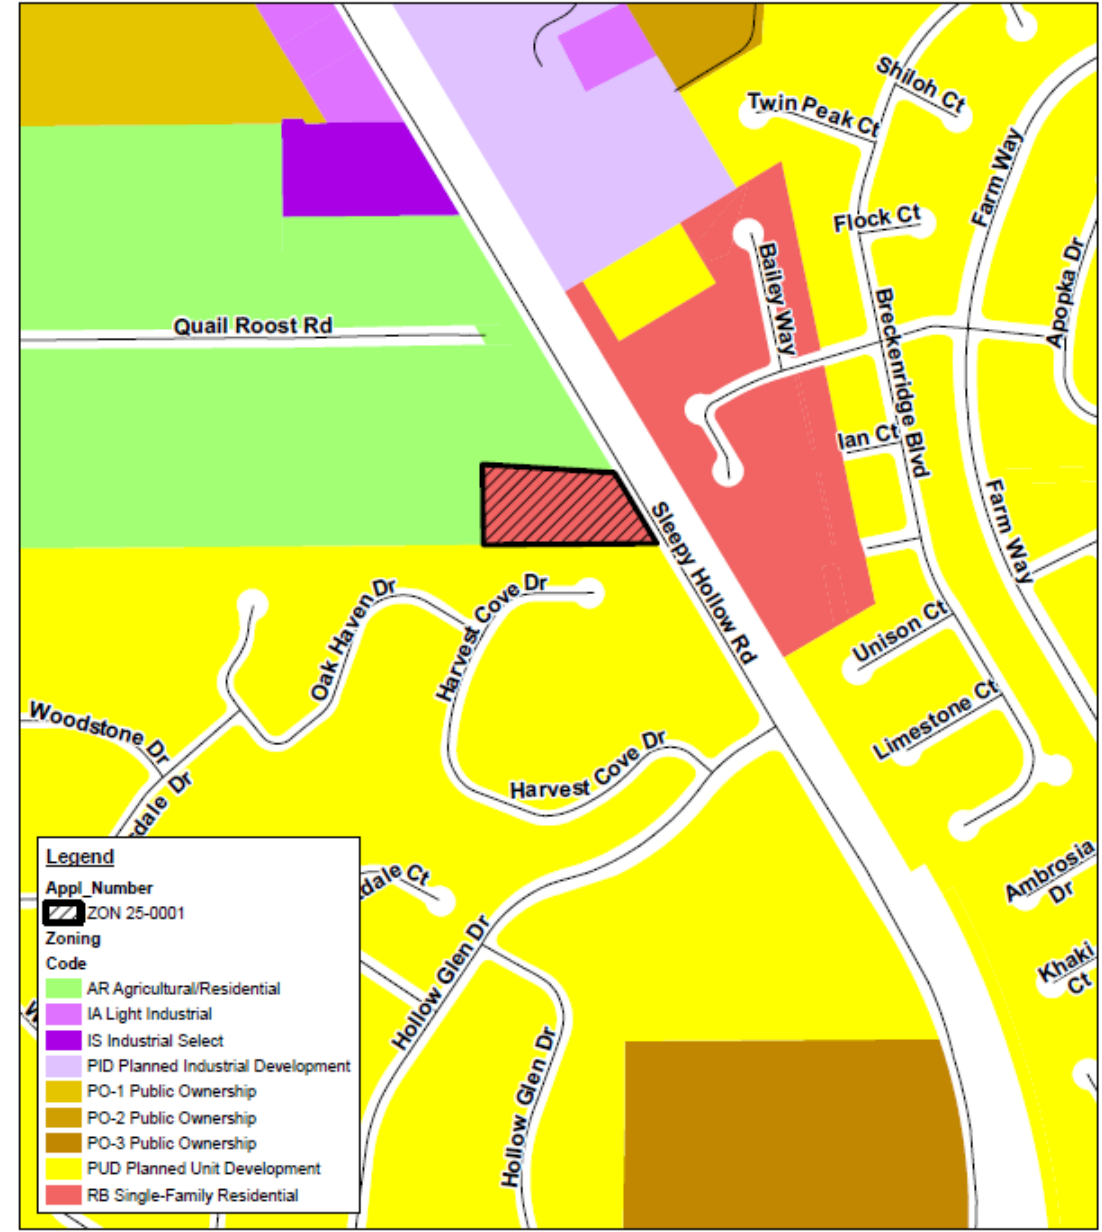 Shiloh Ct
Twin Peak Ct
Farm Way
Flock Ct
Bailey Way
Apopka Dr
Quail Roost Rd
Breckenridge Blvd
Ian Ct
Farm Way
Sleepy Hollow Rd
Oak Haven Dr
Harvest Cove Dr
Unison Ct
Limestone Ct
Woodstone Dr
Harvest Cove Dr
sdale Dr
dale Ct
Ambrosia
Dr
Khaki
Ct
Hollow Glen Dr
Hollow Glen Dr
W
Legend
Appl_Number
ZON 25-0001
Zoning
Code
AR Agricultural/Residential
IA Light Industrial
IS Industrial Select
PID Planned Industrial Development
PO-1 Public Ownership
PO-2 Public Ownership
PO-3 Public Ownership
PUD Planned Unit Development
RB Single-Family Residential